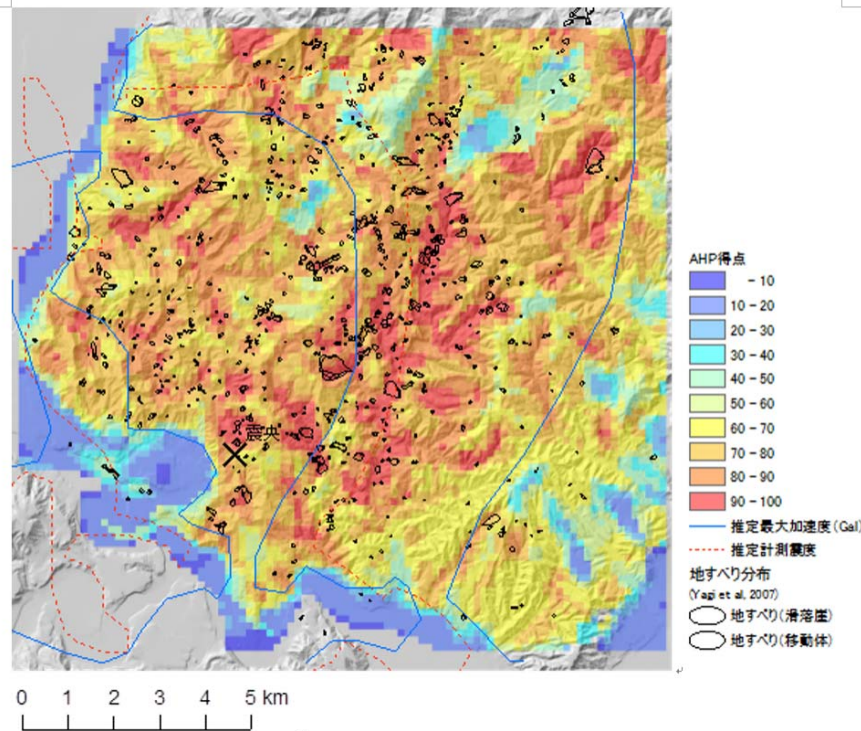 震央
AHP得点
- 10
10 - 20
20 - 30
30 - 40
40 - 50
50 - 60
60 - 70
70 - 80
80 - 90
90 - 100
推定最大加速度(Gal)
推定計測震度
地すべり分布
(Yagi et al, 2007)
地すべり(滑落崖)
地すべり(移動体)
0 1 2 3 4 5 km